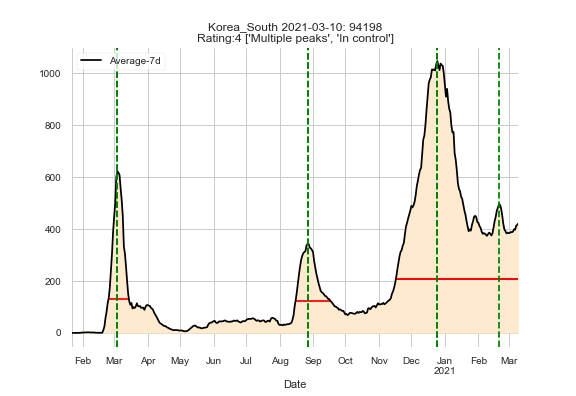 Korea_South 2021-03-10: 94198
Rating:4 ['Multiple peaks', 'In control']
Average-7d
1000
800
600
400
200
0
Feb Mar Apr May Jun Jul Aug Sep Oct Nov Dec Jan Feb Mar
2021
Date